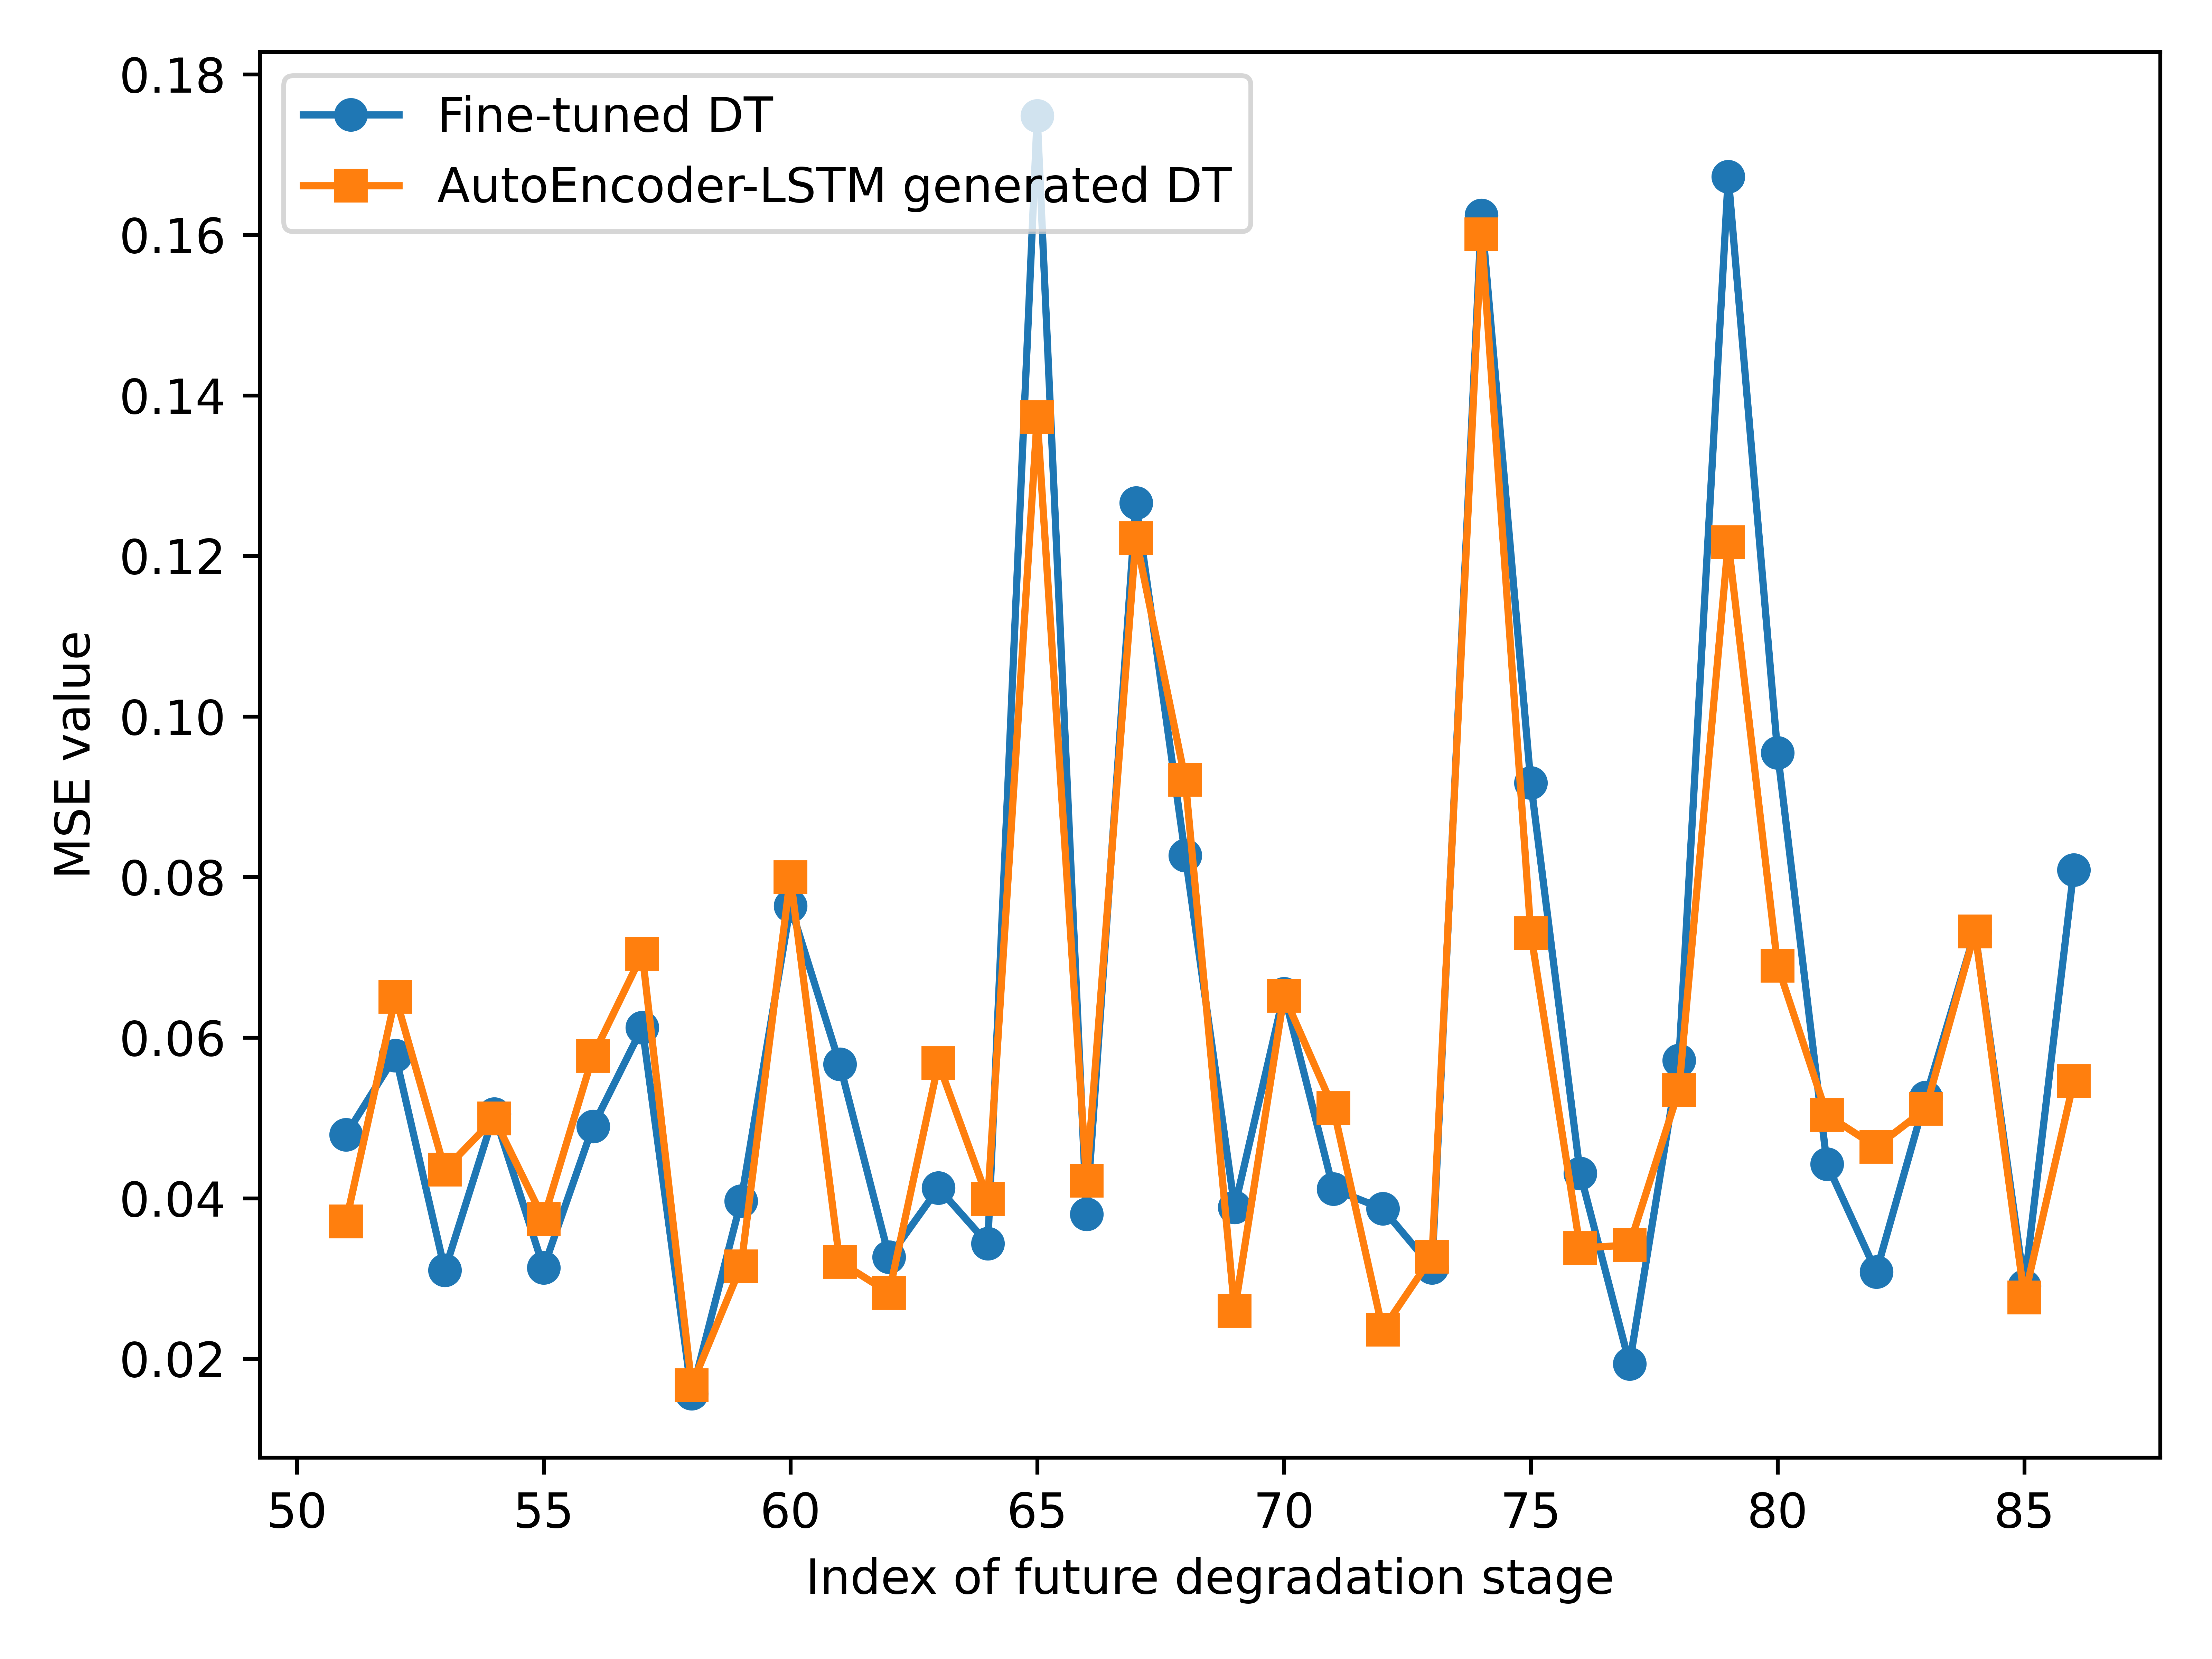 0.18
0.16
0.14
0.12
0.10
0.08
0.06
0.04
0.02
MSE value
Fine-tuned DT
AutoEncoder-LSTM generated DT
50 55 60 65 70 75 80 85
Index of future degradation stage